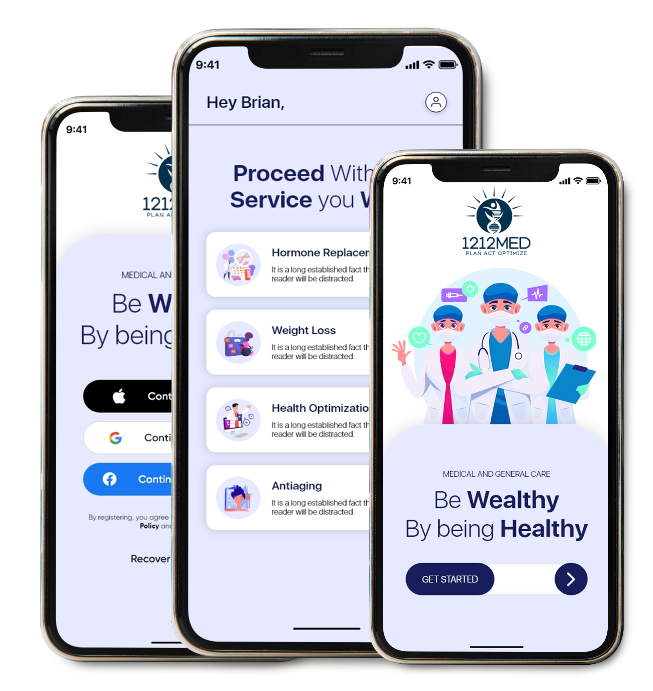 9:41
1212
PLAN ACT
MEDICAL AN
Be W
By being
Cont
Conti
Contin
By registering, you agree
Policy and
Recover
9:41
Hey Brian,
Proceed With
Service you W
Hormone Replacem
It is a long established fact th
reader will be distracted.
Weight Loss
It is a long established fact th
reader will be distracted.
Health Optimizatio
It is a long established fact th
reader will be distracted.
Antiaging
It is a long established fact th
reader will be distracted.
9:41
1212MED
PLAN ACT OPTIMIZE
MEDICAL AND GENERAL CARE
Be Wealthy
By being Healthy
GET STARTED